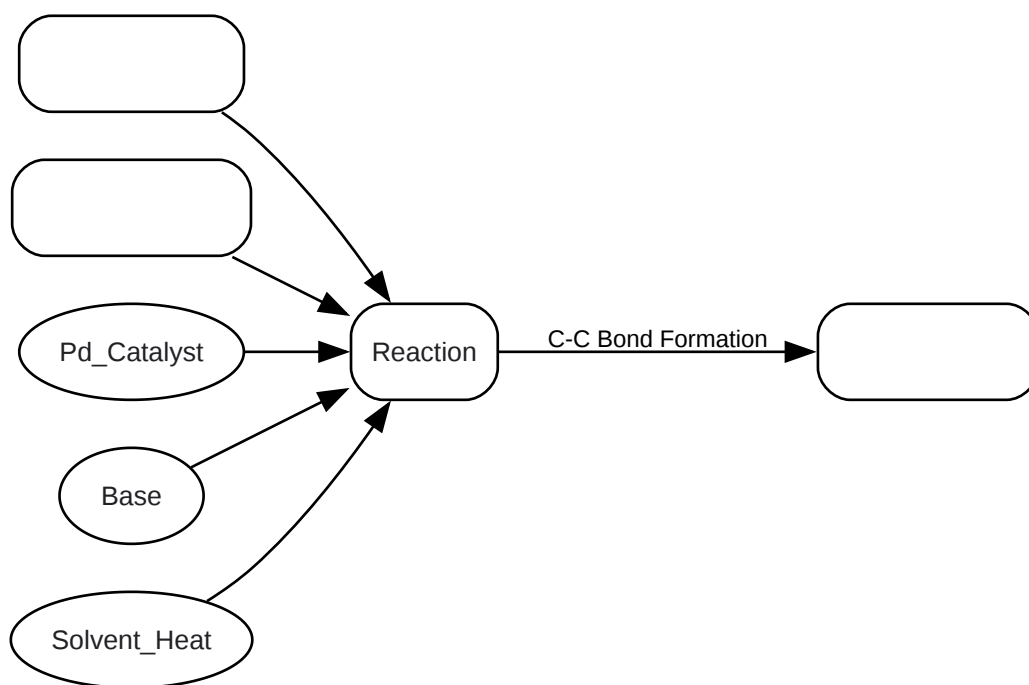 Pd_Catalyst
Reaction
C-C Bond Formation
Base
Solvent_Heat